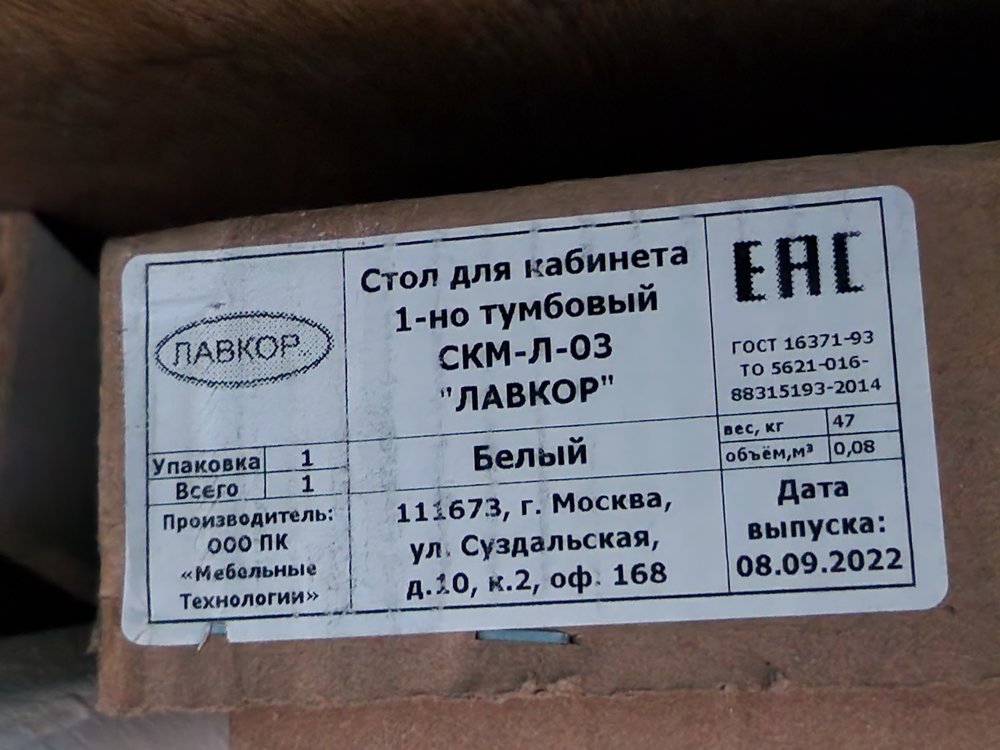 ЛАВКОР
Стол для кабинета
1-но тумбовый
СКМ-Л-03
"ЛАВКОР"
ЕАС
ГОСТ 16371-93
ТО 5621-016-
88315193-2014
вес, кг 47
объём,м³ 0,08
Упаковка 1
Всего 1
Белый
Производитель:
ООО ПК
«Мебельные
Технологии»
111673, г. Москва,
ул. Суздальская,
д.10, к.2, оф. 168
Дата
выпуска:
08.09.2022